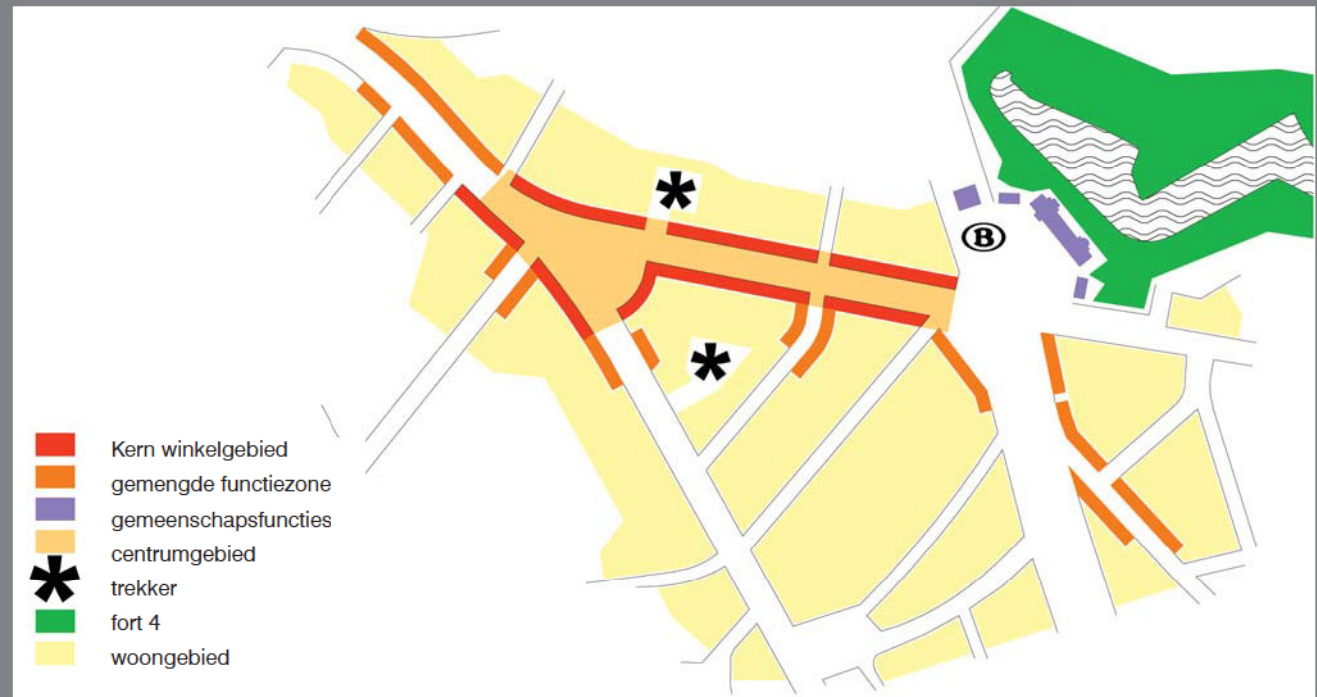 B
Kern winkelgebied
gemengde functiezone
gemeenschapsfuncties
centrumgebied
trekker
fort 4
woongebied